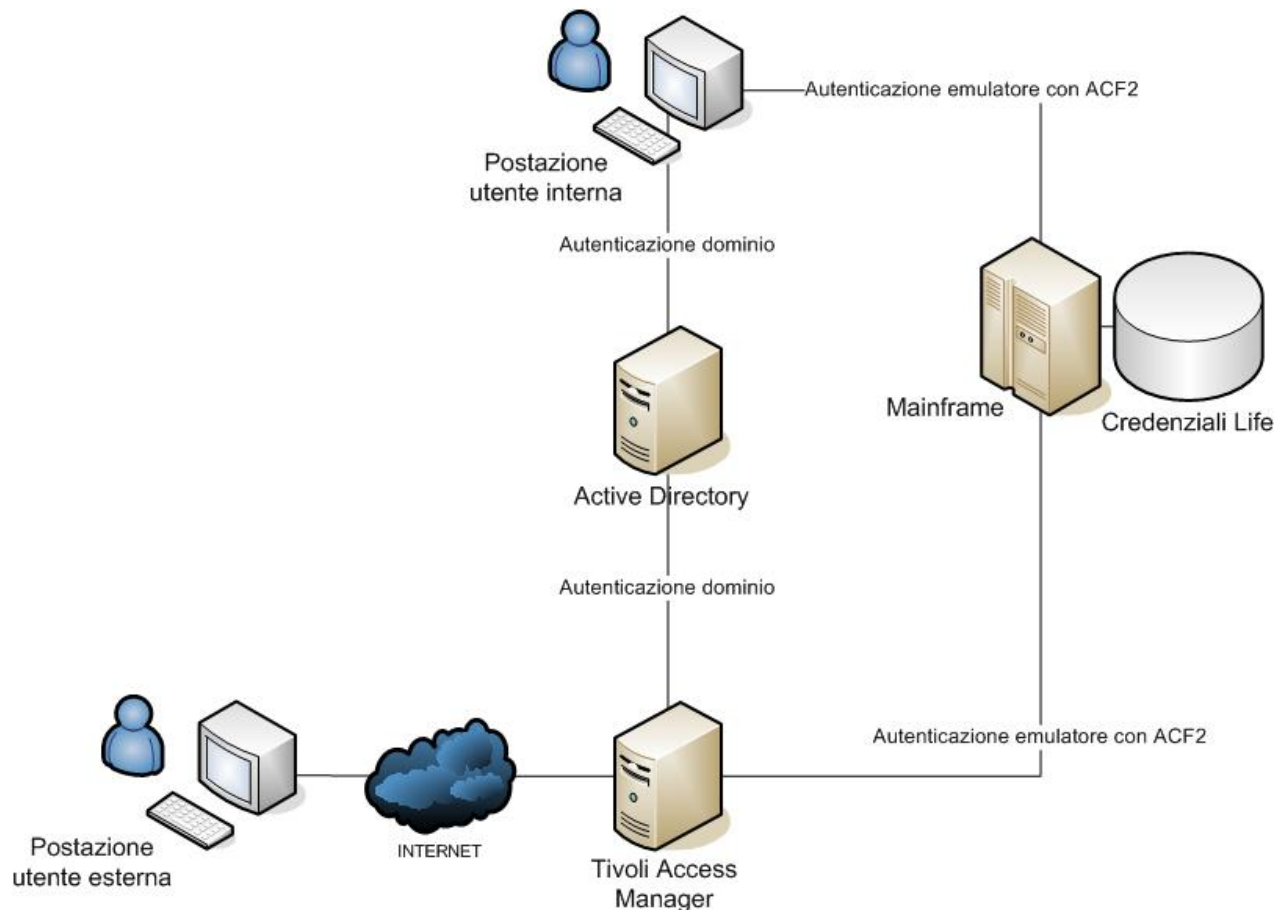 Autenticazione emulatore con ACF2
Postazione
utente interna
Autenticazione dominio
Mainframe
Credenziali Life
Active Directory
Autenticazione dominio
Autenticazione emulatore con ACF2
Postazione
utente esterna
INTERNET
Tivoli Access
Manager